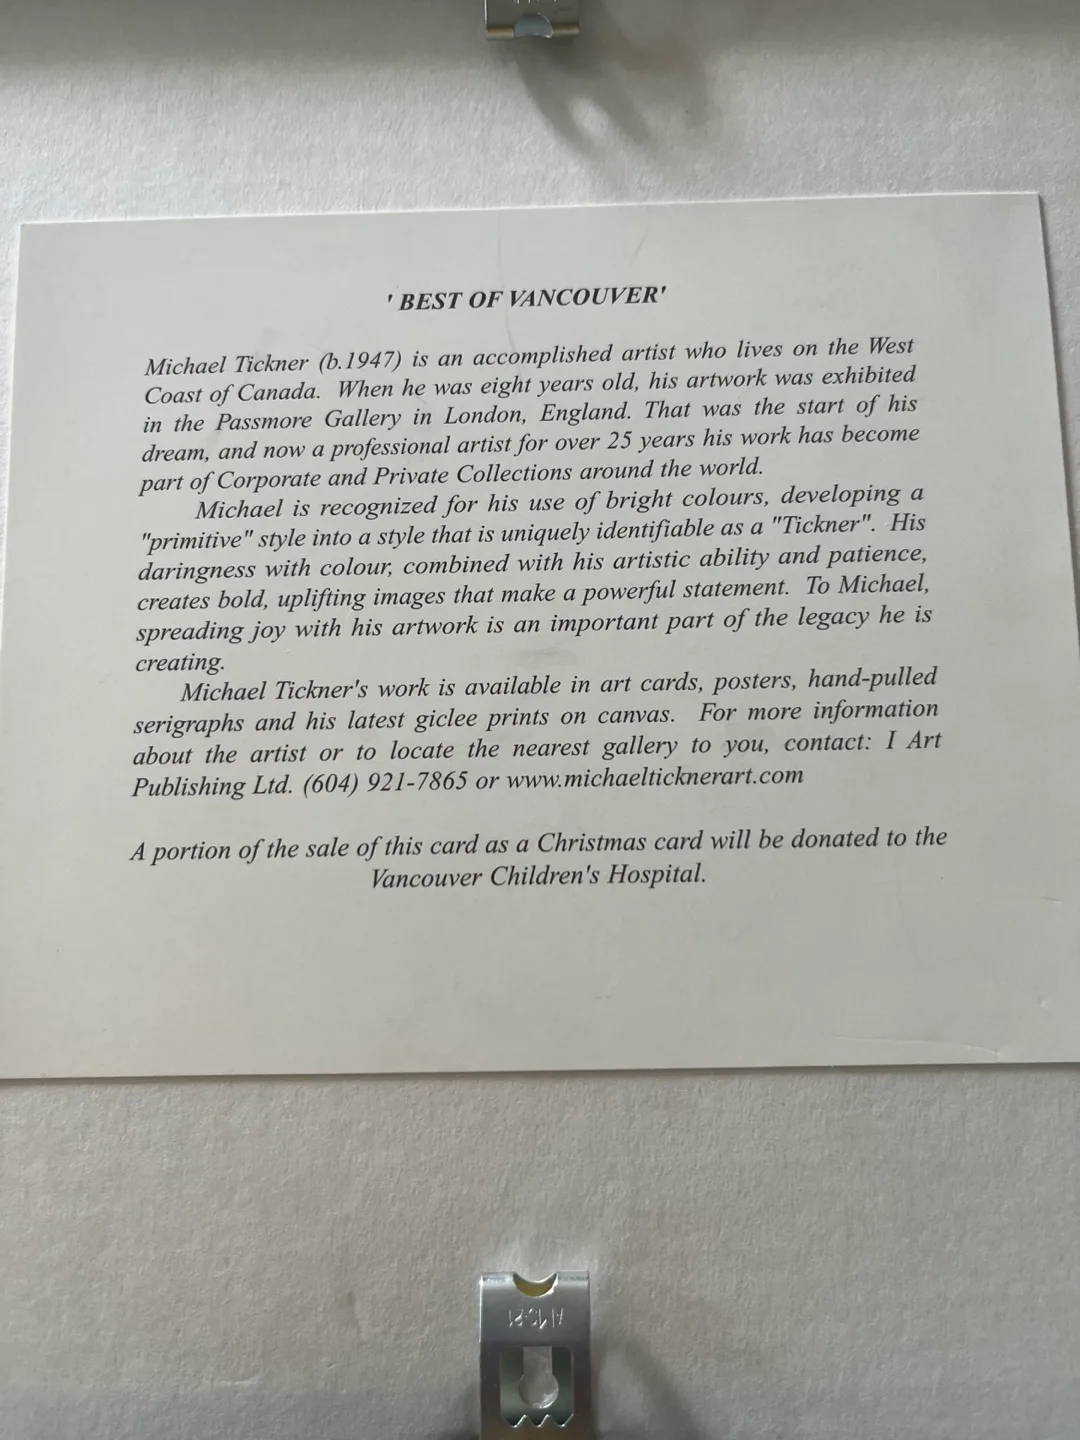 ' BEST OF VANCOUVER'
Michael Tickner (b.1947) is an accomplished artist who lives on the West
Coast of Canada. When he was eight years old, his artwork was exhibited
in the Passmore Gallery in London, England. That was the start of his
dream, and now a professional artist for over 25 years his work has become
part of Corporate and Private Collections around the world.
Michael is recognized for his use of bright colours, developing a
"primitive" style into a style that is uniquely identifiable as a "Tickner". His
daringness with colour, combined with his artistic ability and patience,
creates bold, uplifting images that make a powerful statement. To Michael,
spreading joy with his artwork is an important part of the legacy he is
creating.
Michael Tickner's work is available in art cards, posters, hand-pulled
serigraphs and his latest giclee prints on canvas. For more information
about the artist or to locate the nearest gallery to you, contact: I Art
Publishing Ltd. (604) 921-7865 or www.michaelticknerart.com
A portion of the sale of this card as a Christmas card will be donated to the
Vancouver Children's Hospital.